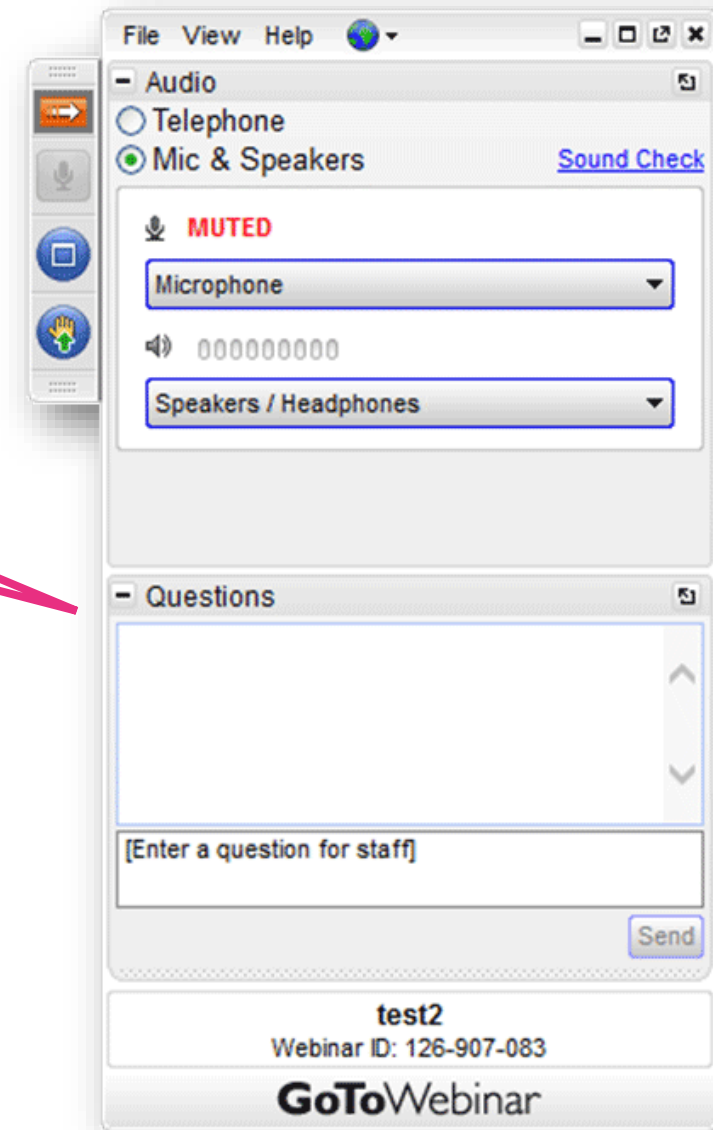 File View Help
Audio
Telephone
Mic & Speakers Sound Check
MUTED
Microphone
000000000
Speakers / Headphones
Questions
[Enter a question for staff]
Send
test2
Webinar ID: 126-907-083
GoToWebinar